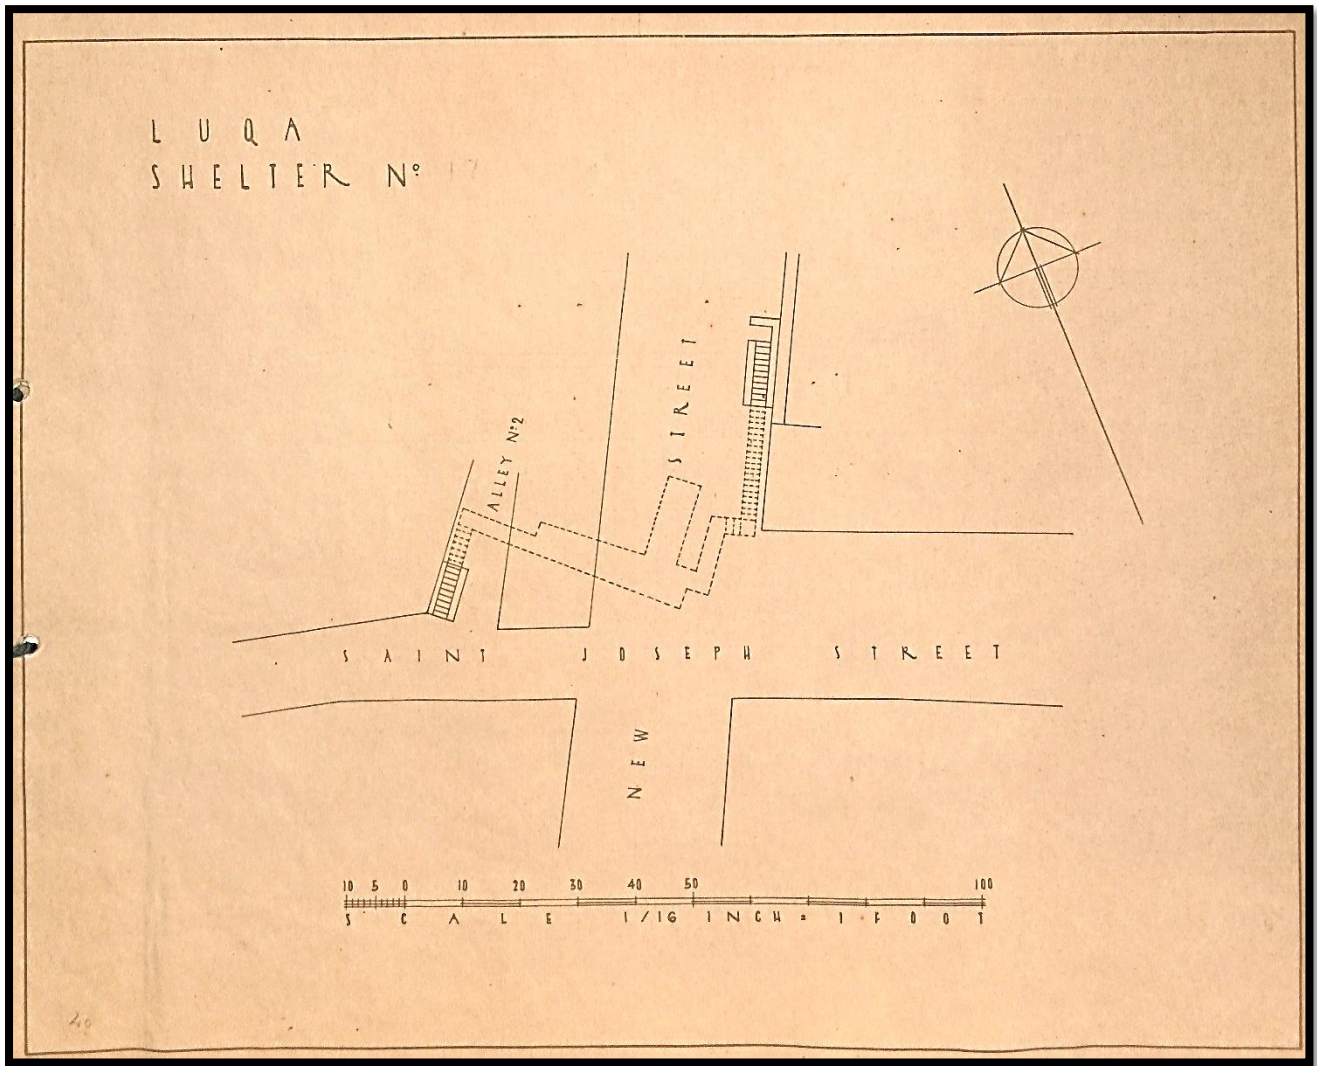 LUQA
SHELTER Nº 17
STREET
ALLEY Nº2
SAINT JOSEPH STREET
NEW
10 5 0 10 20 30 40 50 100
SCALE 1/16 INCH = 1 FOOT